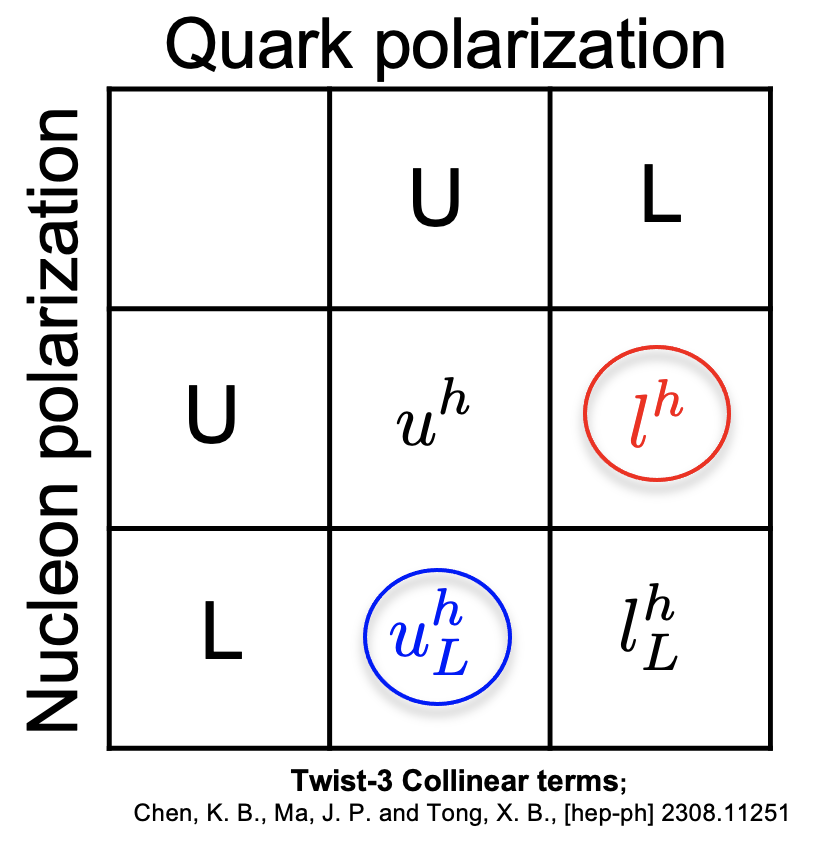 Quark polarization
Nucleon polarization
U L
U u^h l^h
L u_L^h l_L^h
Twist-3 Collinear terms;
Chen, K. B., Ma, J. P. and Tong, X. B., [hep-ph] 2308.11251